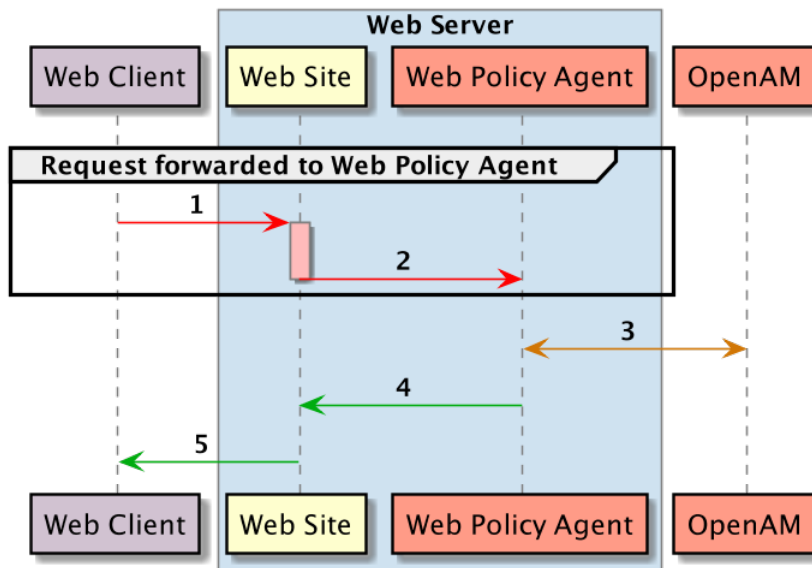 Web Server
Web Client
Web Site
Web Policy Agent
OpenAM
Request forwarded to Web Policy Agent
1
2
3
4
5
Web Client
Web Site
Web Policy Agent
OpenAM